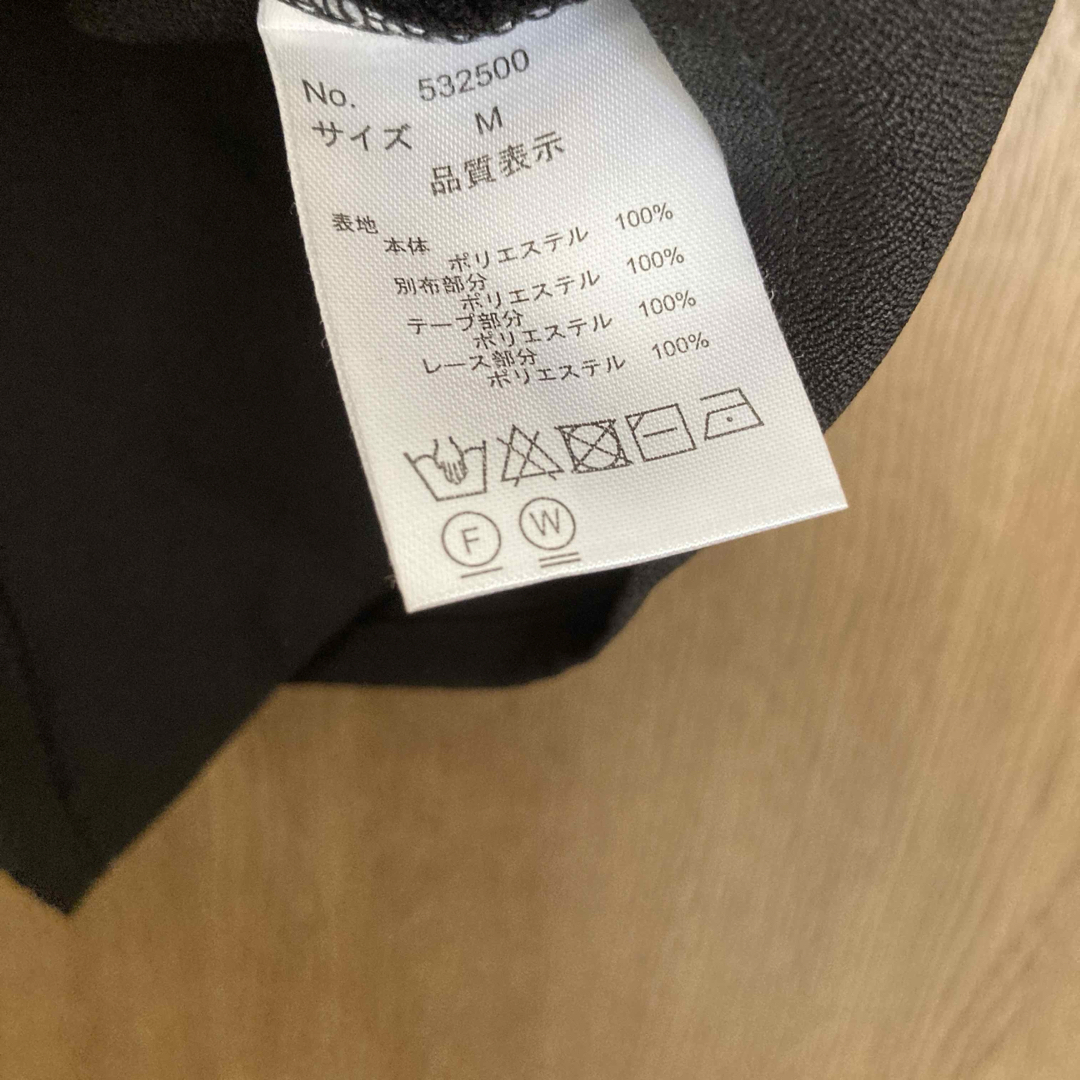 No. 532500
サイズ M
品質表示
表地
本体
ポリエステル 100%
別布部分
ポリエステル 100%
テープ部分
ポリエステル 100%
レース部分
ポリエステル 100%
F W